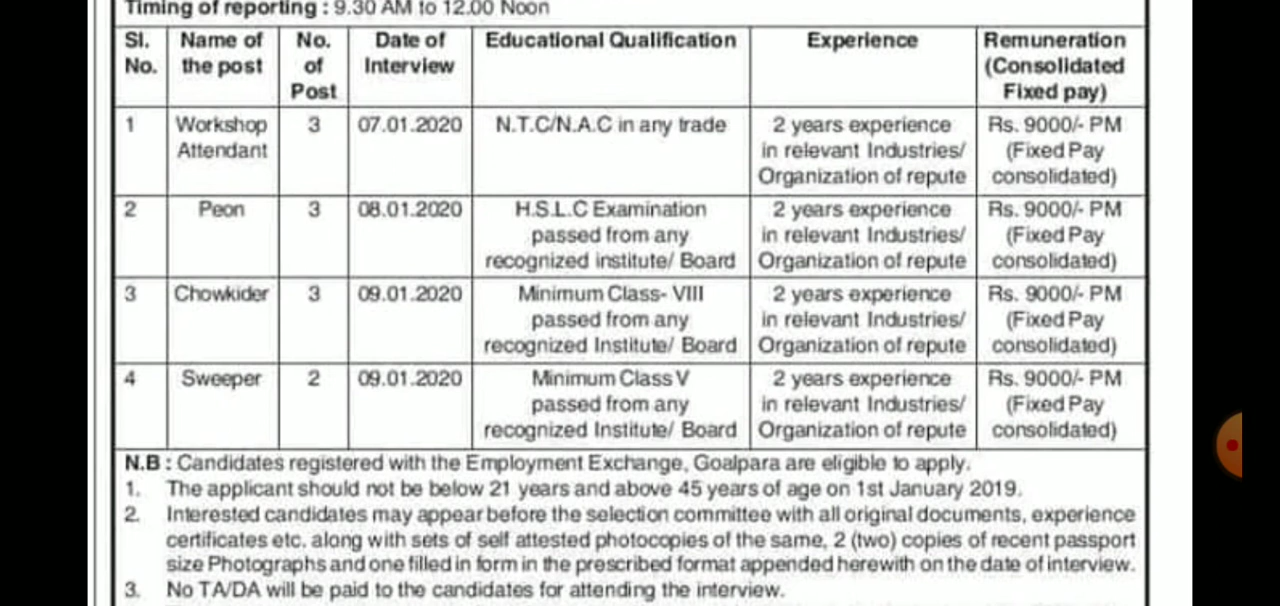 Timing of reporting : 9.30 AM to 12.00 Noon
Sl. No. Name of the post No. of Post Date of Interview Educational Qualification Experience Remuneration (Consolidated Fixed pay)
1 Workshop Attendant 3 07.01.2020 N.T.C/N.A.C in any trade 2 years experience in relevant Industries/ Organization of repute Rs. 9000/- PM (Fixed Pay consolidated)
2 Peon 3 08.01.2020 H.S.L.C Examination passed from any recognized institute/ Board 2 years experience in relevant Industries/ Organization of repute Rs. 9000/- PM (Fixed Pay consolidated)
3 Chowkider 3 09.01.2020 Minimum Class- VIII passed from any recognized Institute/ Board 2 years experience in relevant Industries/ Organization of repute Rs. 9000/- PM (Fixed Pay consolidated)
4 Sweeper 2 09.01.2020 Minimum Class V passed from any recognized Institute/ Board 2 years experience in relevant Industries/ Organization of repute Rs. 9000/- PM (Fixed Pay consolidated)
N.B : Candidates registered with the Employment Exchange, Goalpara are eligible to apply.
1. The applicant should not be below 21 years and above 45 years of age on 1st January 2019.
2. Interested candidates may appear before the selection committee with all original documents, experience
certificates etc. along with sets of self attested photocopies of the same, 2 (two) copies of recent passport
size Photographs and one filled in form in the prescribed format appended herewith on the date of interview.
3. No TA/DA will be paid to the candidates for attending the interview.